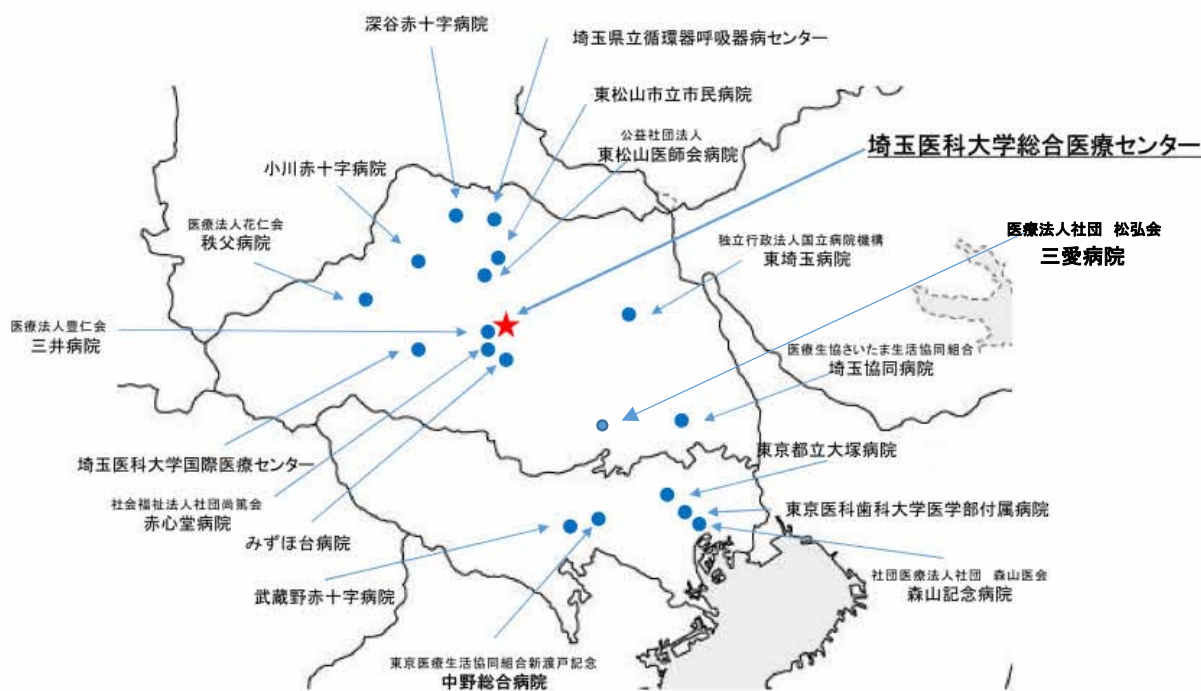 深谷赤十字病院
埼玉県立循環器呼吸器病センター
東松山市立市民病院
公益社団法人
東松山医師会病院
埼玉医科大学総合医療センター
小川赤十字病院
医療法人花仁会
秩父病院
独立行政法人国立病院機構
東埼玉病院
医療法人社団 松弘会
三愛病院
医療法人豊仁会
三井病院
医療生協さいたま生活協同組合
埼玉協同病院
埼玉医科大学国際医療センター
東京都立大塚病院
社会福祉法人社団尚篤会
赤心堂病院
みずほ台病院
東京医科歯科大学医学部付属病院
武蔵野赤十字病院
社団医療法人社団 森山医会
森山記念病院
東京医療生活協同組合新渡戸記念
中野総合病院